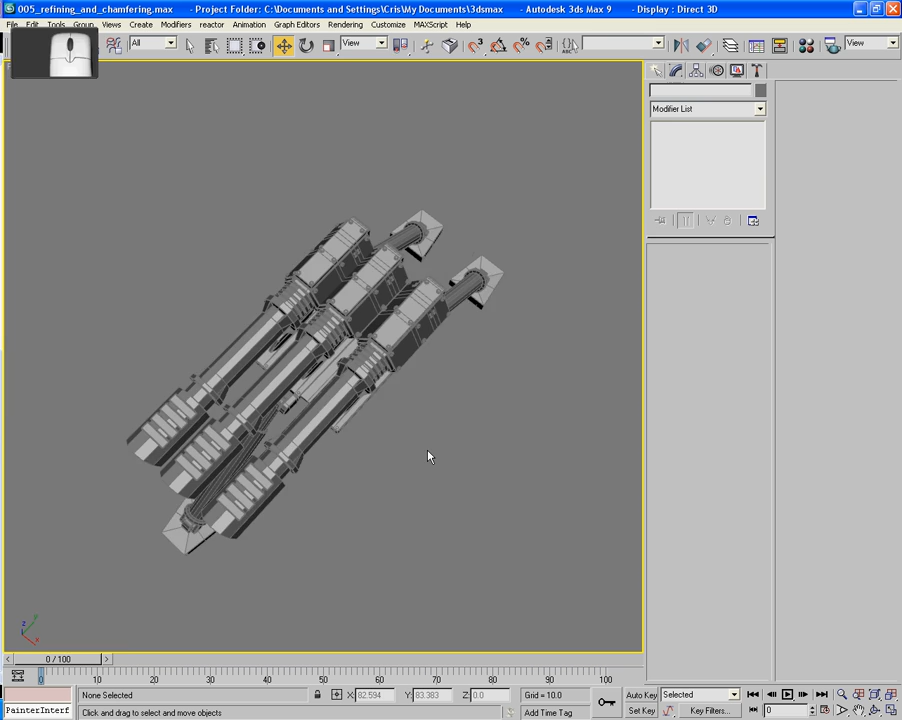 005_refining_and_chamfering.max - Project Folder: C:\Documents and Settings\Cris\My Documents\3dsmax - Autodesk 3ds Max 9 - Display : Direct 3D
File Edit Tools Group Views Create Modifiers reactor Animation Graph Editors Rendering Customize MAXScript Help
All View View
Modifier List
z x
0 / 100
0 10 20 30 40 50 60 70 80 90 100
None Selected X: 82.594 Y: 83.383 Z: 0.0 Grid = 10.0 Auto Key Selected
PainterInterf Click and drag to select and move objects Add Time Tag Set Key Key Filters... 0